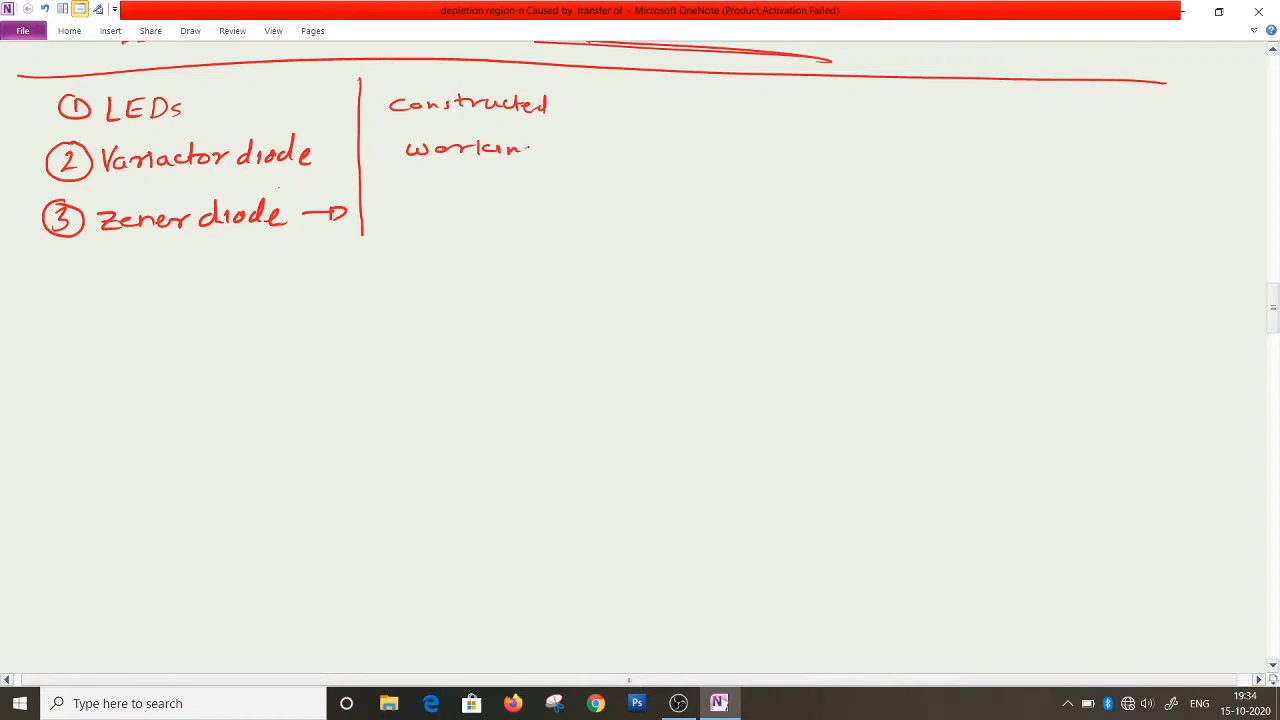 depletion.region-n Caused by transfer of - Microsoft OneNote (Product Activation Failed)
File Home Insert Share Draw Review View Pages
① LEDs
② Variactor diode
③ zener diode →
constructed
workin
Type here to search
Ps
N
ENG
19:34
15-10-2020